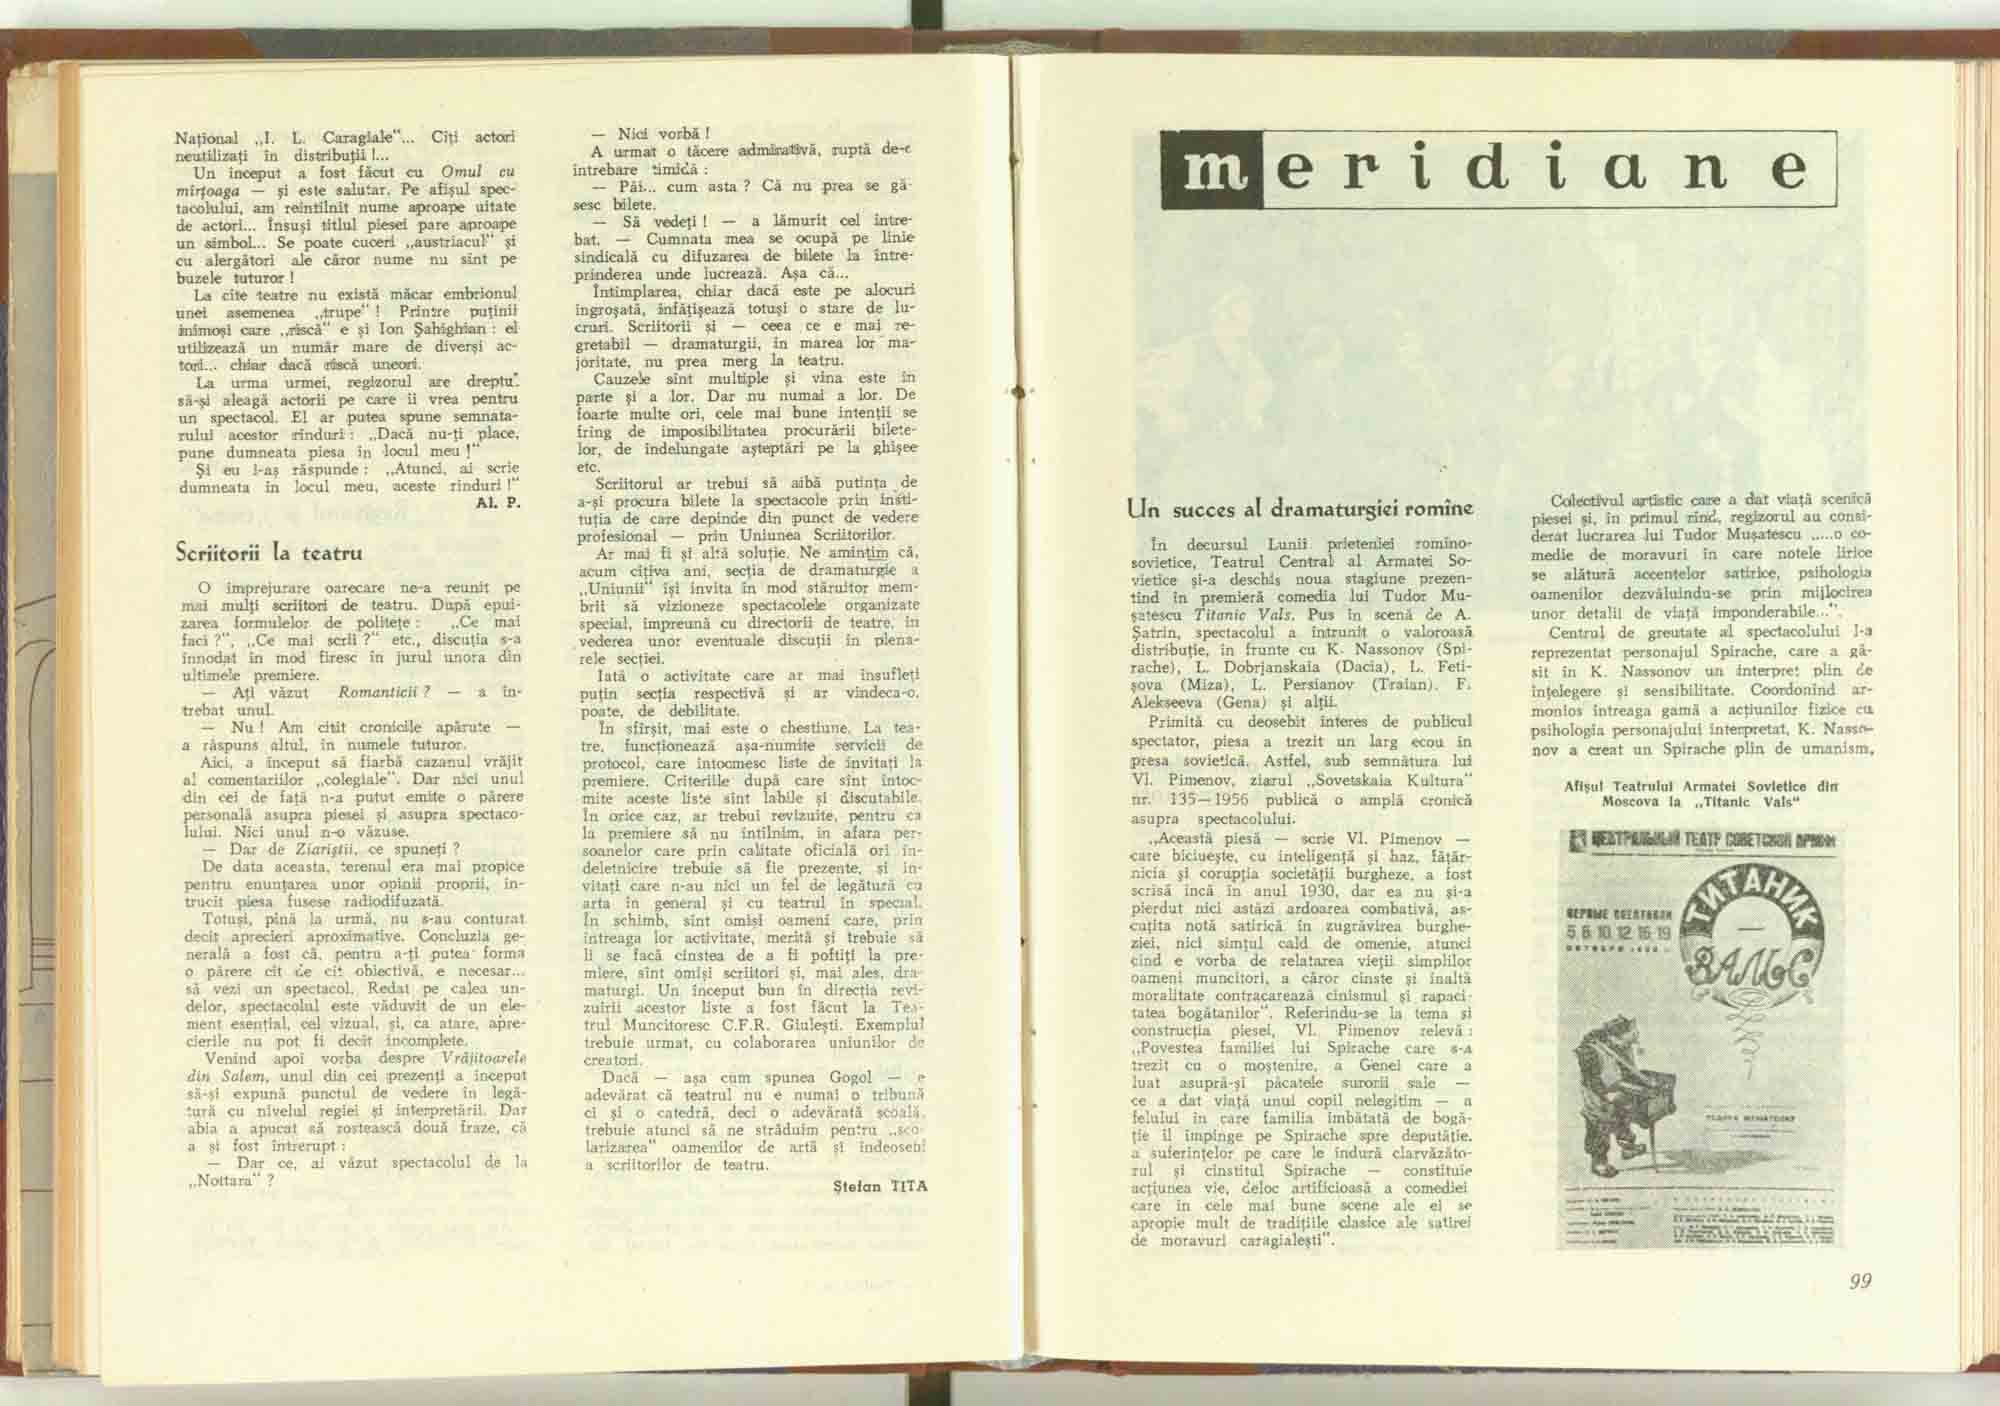 Național „I. L. Caragiale“... Cîți actori
neutilizați în distribuții !...
Un început a fost făcut cu Omul cu
mîrțoaga — și este salutar. Pe afișul spec-
tacolului, am reîntîlnit nume aproape uitate
de actori... Însuși titlul piesei pare aproape
un simbol... Se poate cuceri „austriacul“ și
cu alergători ale căror nume nu sînt pe
buzele tuturor !
La cîte teatre nu există măcar embrionul
unei asemenea „trupe“ ! Printre puținii
inimoși care „riscă“ e și Ion Șahighian : el
utilizează un număr mare de diverși ac-
tori... chiar dacă riscă uneori.
La urma urmei, regizorul are dreptul
să-și aleagă actorii pe care îi vrea pentru
un spectacol. El ar putea spune semnata-
rului acestor rînduri : „Dacă nu-ți place,
pune dumneata piesa în locul meu !“
Și eu i-aș răspunde : „Atunci, ai scrie
dumneata în locul meu, aceste rînduri !“
Al. P.
Scriitorii la teatru
O împrejurare oarecare ne-a reunit pe
mai mulți scriitori de teatru. După epui-
zarea formulelor de politețe : „Ce mai
faci ?“, „Ce mai scrii ?“ etc., discuția s-a
înnodat în mod firesc în jurul unora din
ultimele premiere.
— Ați văzut Romanticii ? — a în-
trebat unul.
— Nu ! Am citit cronicile apărute —
a răspuns altul, în numele tuturor.
Aici, a început să fiarbă cazanul vrăjit
al comentariilor „colegiale“. Dar nici unul
din cei de față n-a putut emite o părere
personală asupra piesei și asupra spectaco-
lului. Nici unul n-o văzuse.
— Dar de Ziariștii, ce spuneți ?
De data aceasta, terenul era mai propice
pentru enunțarea unor opinii proprii, în-
trucît piesa fusese radiodifuzată.
Totuși, pînă la urmă, nu s-au conturat
decît aprecieri aproximative. Concluzia ge-
nerală a fost că, pentru a-ți putea forma
o părere cît de cît obiectivă, e necesar...
să vezi un spectacol. Redat pe calea un-
delor, spectacolul este văduvit de un ele-
ment esențial, cel vizual, și, ca atare, apre-
cierile nu pot fi decît incomplete.
Venind apoi vorba despre Vrăjitoarele
din Salem, unul din cei prezenți a început
să-și expună punctul de vedere în legă-
tură cu nivelul regiei și interpretării. Dar
abia a apucat să rostească două fraze, că
a și fost întrerupt :
— Dar ce, ai văzut spectacolul de la
„Nottara“ ?
— Nici vorbă !
A urmat o tăcere admirativă, ruptă de-c
întrebare timidă :
— Păi... cum asta ? Că nu prea se gă-
sesc bilete.
— Să vedeți ! — a lămurit cel între-
bat. — Cumnata mea se ocupă pe linie
sindicală cu difuzarea de bilete la între-
prinderea unde lucrează. Așa că...
Întîmplarea, chiar dacă este pe alocuri
îngroșată, înfățișează totuși o stare de lu-
cruri. Scriitorii și — ceea ce e mai re-
gretabil — dramaturgii, în marea lor ma-
joritate, nu prea merg la teatru.
Cauzele sînt multiple și vina este în
parte și a lor. Dar nu numai a lor. De
foarte multe ori, cele mai bune intenții se
frîng de imposibilitatea procurării bilete-
lor, de îndelungate așteptări pe la ghișee
etc.
Scriitorul ar trebui să aibă putința de
a-și procura bilete la spectacole prin insti-
tuția de care depinde din punct de vedere
profesional — prin Uniunea Scriitorilor.
Ar mai fi și altă soluție. Ne amintim că,
acum cîțiva ani, secția de dramaturgie a
„Uniunii“ își invita în mod stăruitor mem-
brii să vizioneze spectacolele organizate
special, împreună cu directorii de teatre, în
vederea unor eventuale discuții în plena-
rele secției.
Iată o activitate care ar mai însufleți
puțin secția respectivă și ar vindeca-o,
poate, de debilitate.
În sfîrșit, mai este o chestiune. La tea-
tre, funcționează așa-numite servicii de
protocol, care întocmesc liste de invitați la
premiere. Criteriile după care sînt întoc-
mite aceste liste sînt labile și discutabile.
În orice caz, ar trebui revizuite, pentru ca
la premiere să nu întîlnim, în afara per-
soanelor care prin calitate oficială ori în-
deletnicire trebuie să fie prezente, și in-
vitați care n-au nici un fel de legătură cu
arta în general și cu teatrul în special.
În schimb, sînt omiși oameni care, prin
întreaga lor activitate, merită și trebuie să
li se facă cinstea de a fi poftiți la pre-
miere, sînt omiși scriitori și, mai ales, dra-
maturgi. Un început bun în direcția revi-
zuirii acestor liste a fost făcut la Tea-
trul Muncitoresc C.F.R. Giulești. Exemplul
trebuie urmat, cu colaborarea uniunilor de
creatori.
Dacă — așa cum spunea Gogol — e
adevărat că teatrul nu e numai o tribună
ci și o catedră, deci o adevărată școală,
trebuie atunci să ne străduim pentru „șco-
larizarea“ oamenilor de artă și îndeosebi
a scriitorilor de teatru.
Ștefan TITA
meridiane
Un succes al dramaturgiei romîne
În decursul Lunii prieteniei romîno-
sovietice, Teatrul Central al Armatei So-
vietice și-a deschis noua stagiune prezen-
tînd în premieră comedia lui Tudor Mu-
șatescu Titanic Vals. Pus în scenă de A.
Șatrin, spectacolul a întrunit o valoroasă
distribuție, în frunte cu K. Nassonov (Spi-
rache), L. Dobrjanskaia (Dacia), L. Feti-
șova (Miza), L. Persianov (Traian). F.
Alekseeva (Gena) și alții.
Primită cu deosebit interes de publicul
spectator, piesa a trezit un larg ecou în
presa sovietică. Astfel, sub semnătura lui
Vl. Pimenov, ziarul „Sovetskaia Kultura“
nr. 135—1956 publică o amplă cronică
asupra spectacolului.
„Această piesă — scrie Vl. Pimenov —
care biciuește, cu inteligență și haz, fățăr-
nicia și corupția societății burgheze, a fost
scrisă încă în anul 1930, dar ea nu și-a
pierdut nici astăzi ardoarea combativă, as-
cuțita notă satirică în zugrăvirea burghe-
ziei, nici simțul cald de omenie, atunci
cînd e vorba de relatarea vieții simplilor
oameni muncitori, a căror cinste și înaltă
moralitate contracarează cinismul și rapaci-
tatea bogătanilor“. Referindu-se la tema și
construcția piesei, Vl. Pimenov relevă :
„Povestea familiei lui Spirache care s-a
trezit cu o moștenire, a Genei care a
luat asupră-și păcatele surorii sale —
ce a dat viață unui copil nelegitim — a
felului în care familia îmbătată de bogă-
ție îl împinge pe Spirache spre deputăție,
a suferințelor pe care le îndură clarvăzăto-
rul și cinstitul Spirache — constituie
acțiunea vie, deloc artificioasă a comediei
care în cele mai bune scene ale ei se
apropie mult de tradițiile clasice ale satirei
de moravuri caragialești“.
Colectivul artistic care a dat viață scenică
piesei și, în primul rînd, regizorul au consi-
derat lucrarea lui Tudor Mușatescu „...o co-
medie de moravuri în care notele lirice
se alătură accentelor satirice, psihologia
oamenilor dezvăluindu-se prin mijlocirea
unor detalii de viață imponderabile...“.
Centrul de greutate al spectacolului l-a
reprezentat personajul Spirache, care a gă-
sit în K. Nassonov un interpret plin de
înțelegere și sensibilitate. Coordonînd ar-
monios întreaga gamă a acțiunilor fizice cu
psihologia personajului interpretat, K. Nasso-
nov a creat un Spirache plin de umanism,
Afișul Teatrului Armatei Sovietice din
Moscova la „Titanic Vals“
ЦЕНТРАЛЬНЫЙ ТЕАТР СОВЕТСКОЙ АРМИИ
ТИТАНИК
—
ВАЛЬС
ПЕРВЫЕ СПЕКТАКЛИ
5, 6, 10, 12, 16, 19
ОКТЯБРЯ
99